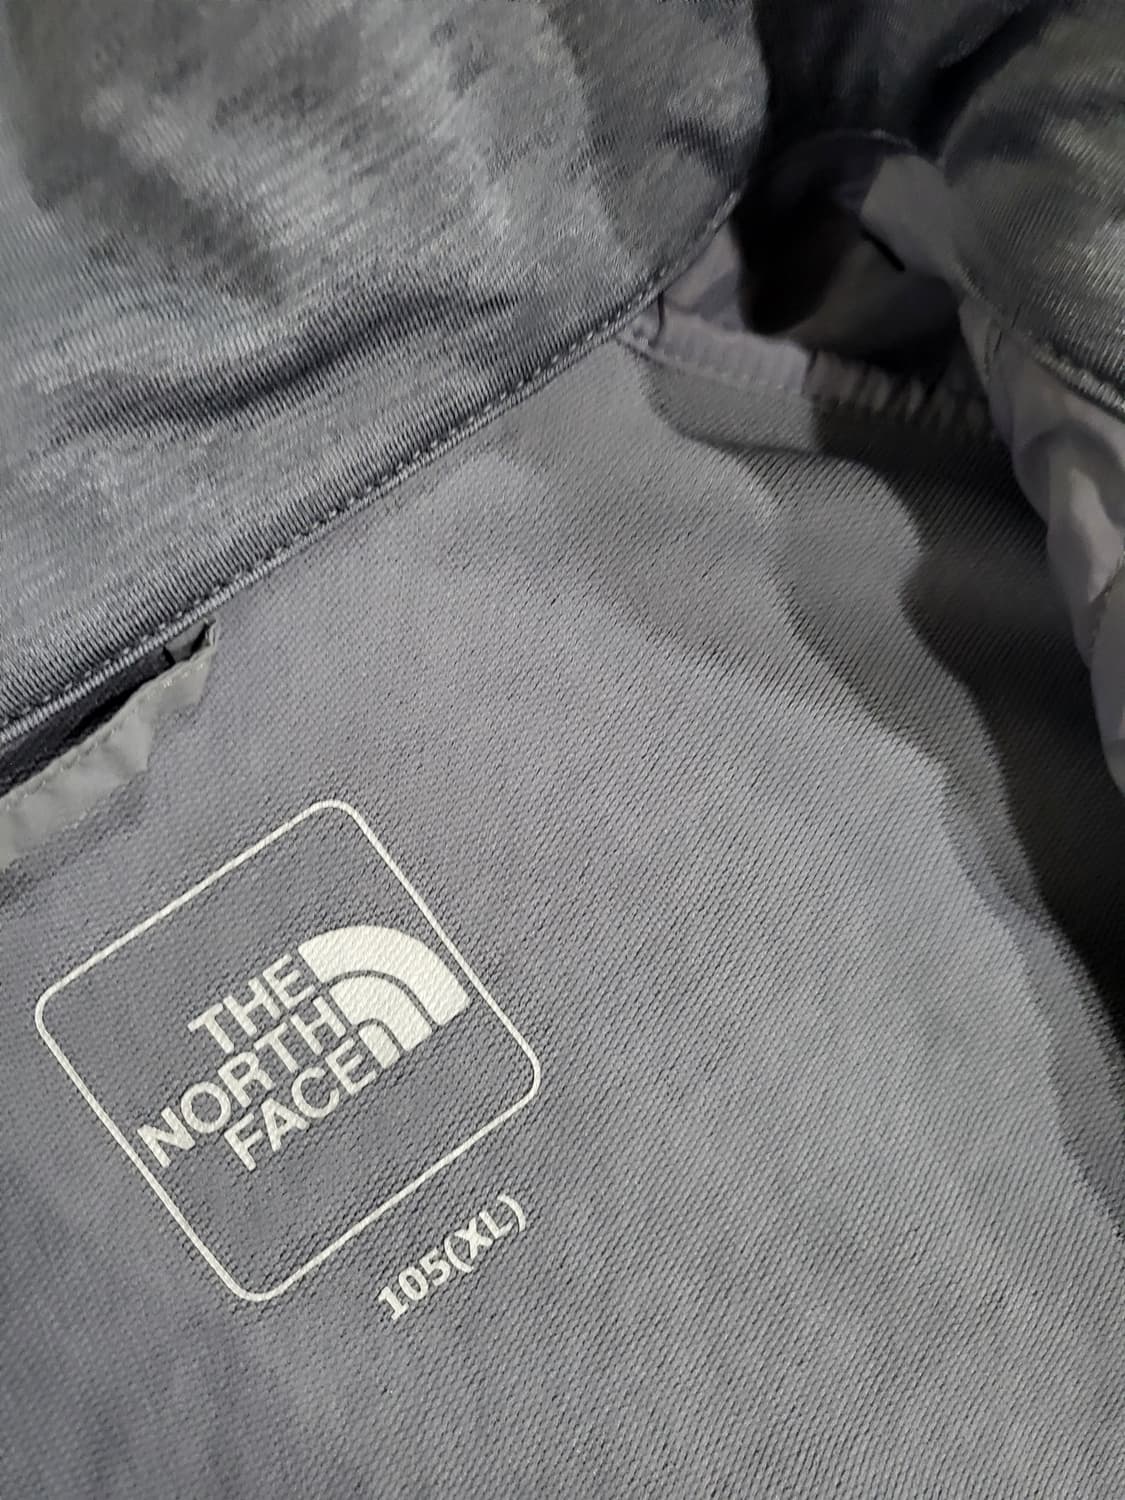 THE
NORTH
FACE
105(XL)